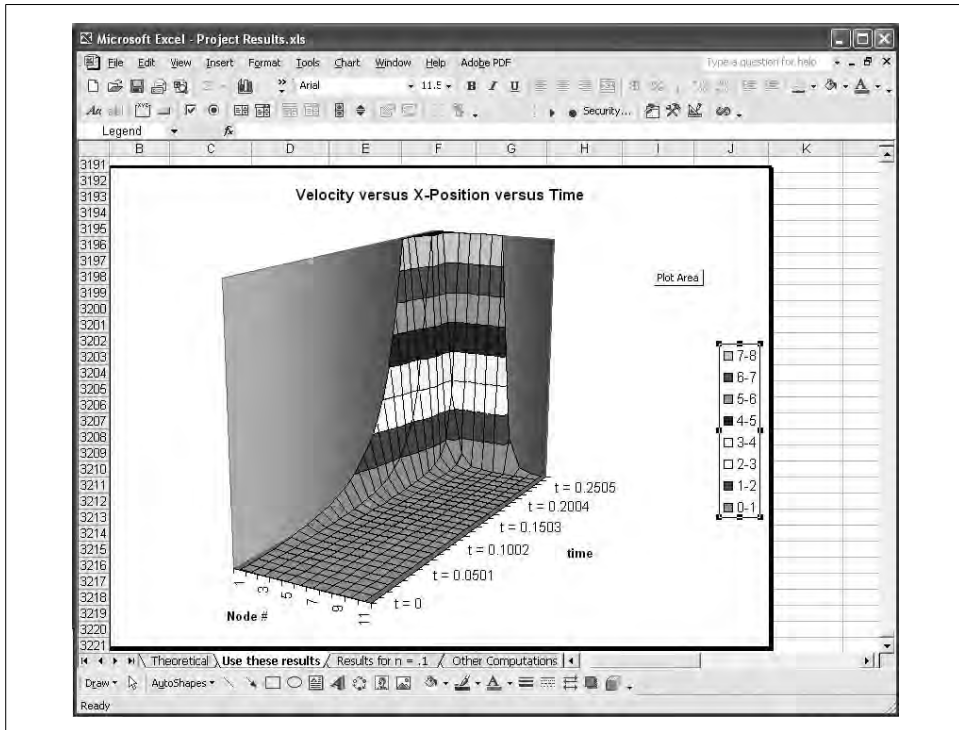 Microsoft Excel - Project Results.xls
File Edit View Insert Format Tools Chart Window Help Adobe PDF Type a question for help
Arial 11.5 B I U
Security...
Legend fx
B C D E F G H I J K
3191
3192
3193
3194
3195
3196
3197
3198
3199
3200
3201
3202
3203
3204
3205
3206
3207
3208
3209
3210
3211
3212
3213
3214
3215
3216
3217
3218
3219
3220
3221
Velocity versus X-Position versus Time
Plot Area
7-8
6-7
5-6
4-5
3-4
2-3
1-2
0-1
t = 0.2505
t = 0.2004
t = 0.1503
t = 0.1002
t = 0.0501
t = 0
time
1
3
5
7
9
11
Node #
Theoretical Use these results Results for n = .1 Other Computations
Draw AutoShapes
Ready